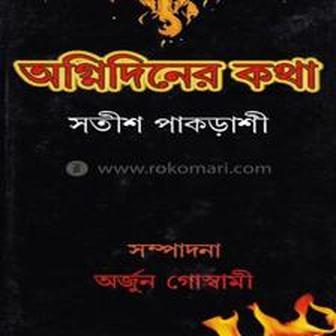 অগ্নিদিনের কথা
সতীশ পাকড়াশী
www.rokomari.com
সম্পাদনা
অর্জুন গোস্বামী